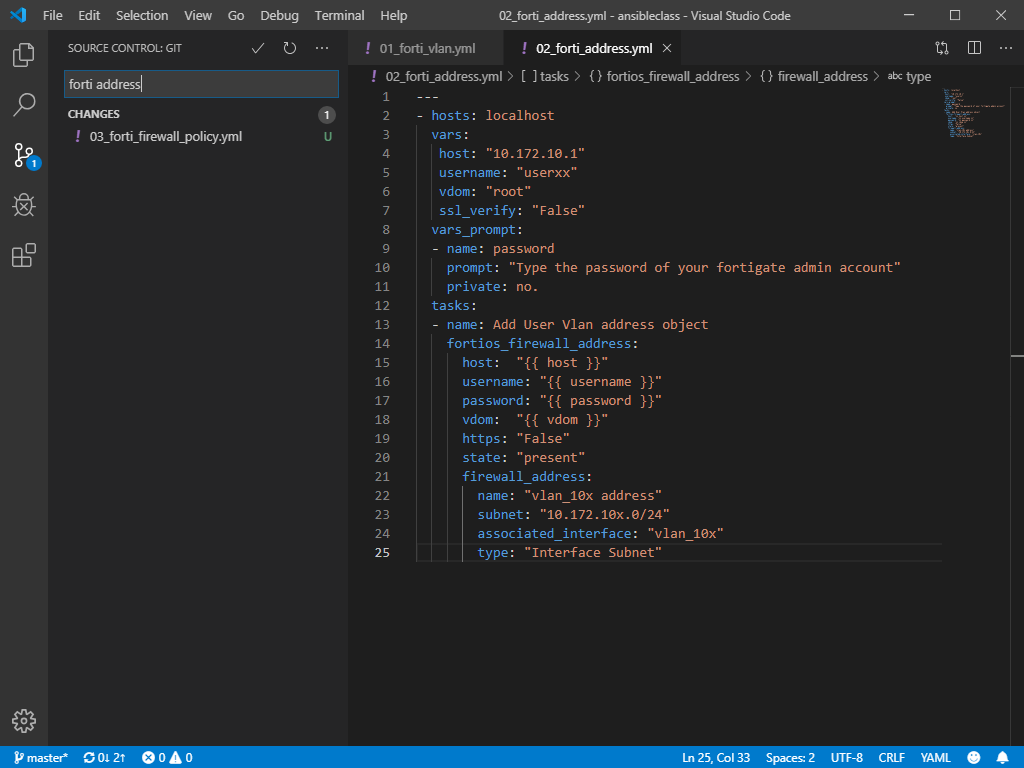 File Edit Selection View Go Debug Terminal Help 02_forti_address.yml - ansibleclass - Visual Studio Code
SOURCE CONTROL: GIT
forti address
CHANGES 1
03_forti_firewall_policy.yml U
1
! 01_forti_vlan.yml ! 02_forti_address.yml
! 02_forti_address.yml > [ ] tasks > { } fortios_firewall_address > { } firewall_address > abc type
1 ---
2 - hosts: localhost
3 vars:
4 host: "10.172.10.1"
5 username: "userxx"
6 vdom: "root"
7 ssl_verify: "False"
8 vars_prompt:
9 - name: password
10 prompt: "Type the password of your fortigate admin account"
11 private: no.
12 tasks:
13 - name: Add User Vlan address object
14 fortios_firewall_address:
15 host:  "{{ host }}"
16 username: "{{ username }}"
17 password: "{{ password }}"
18 vdom:  "{{ vdom }}"
19 https: "False"
20 state: "present"
21 firewall_address:
22 name: "vlan_10x address"
23 subnet: "10.172.10x.0/24"
24 associated_interface: "vlan_10x"
25 type: "Interface Subnet"
master* 0↓ 2↑ 0 0 Ln 25, Col 33 Spaces: 2 UTF-8 CRLF YAML